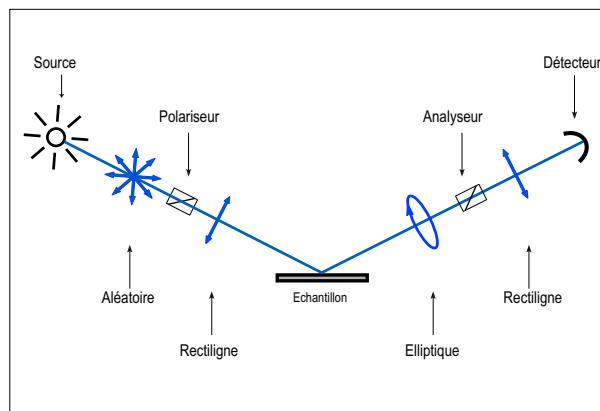 Source
Détecteur
Polariseur
Analyseur
Aléatoire
Echantillon
Rectiligne
Rectiligne
Elliptique